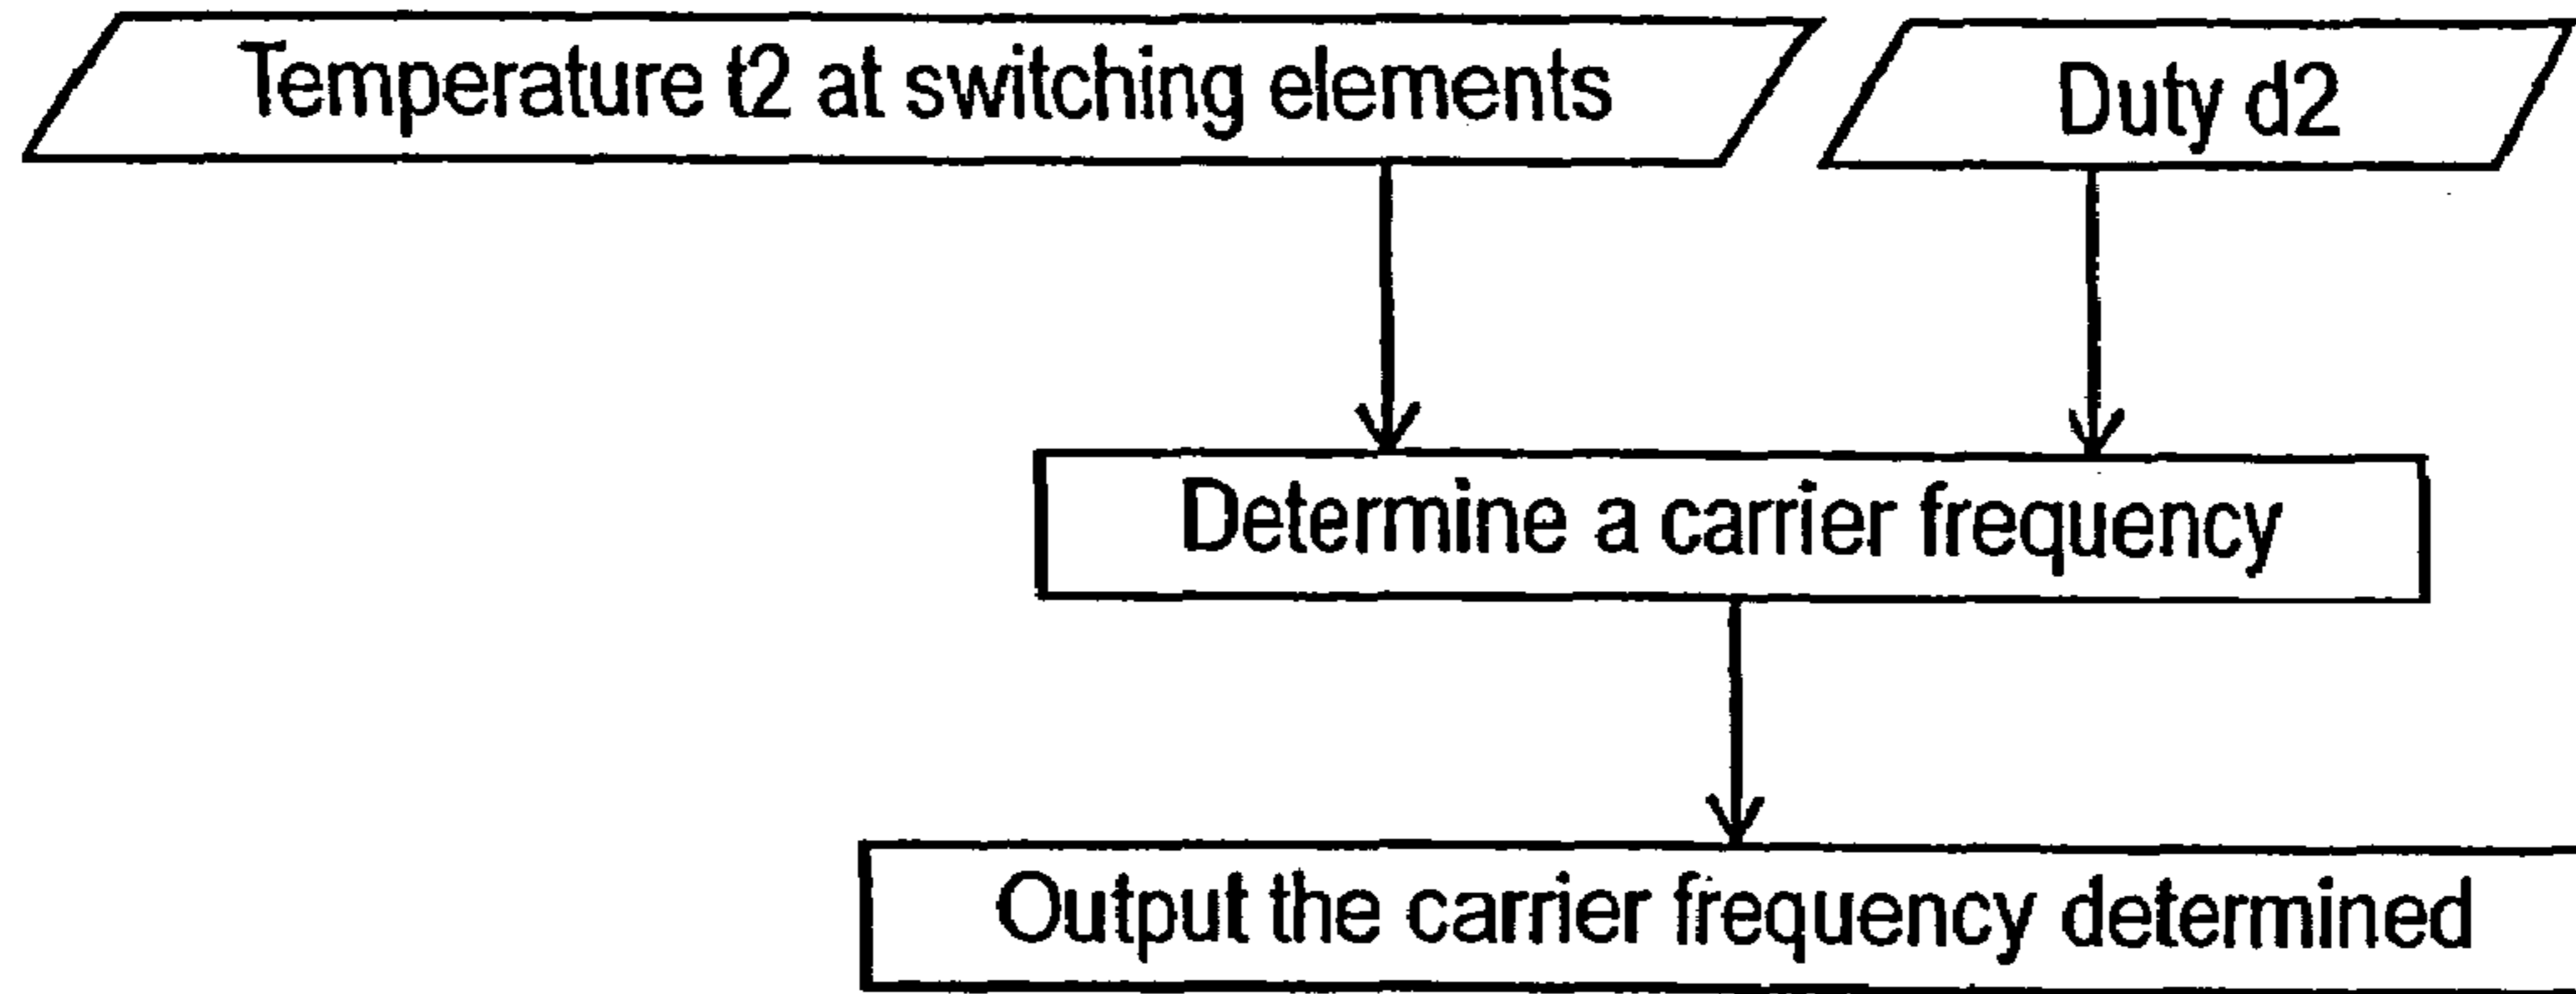 Temperature t2 at switching elements
Duty d2
Determine a carrier frequency
Output the carrier frequency determined